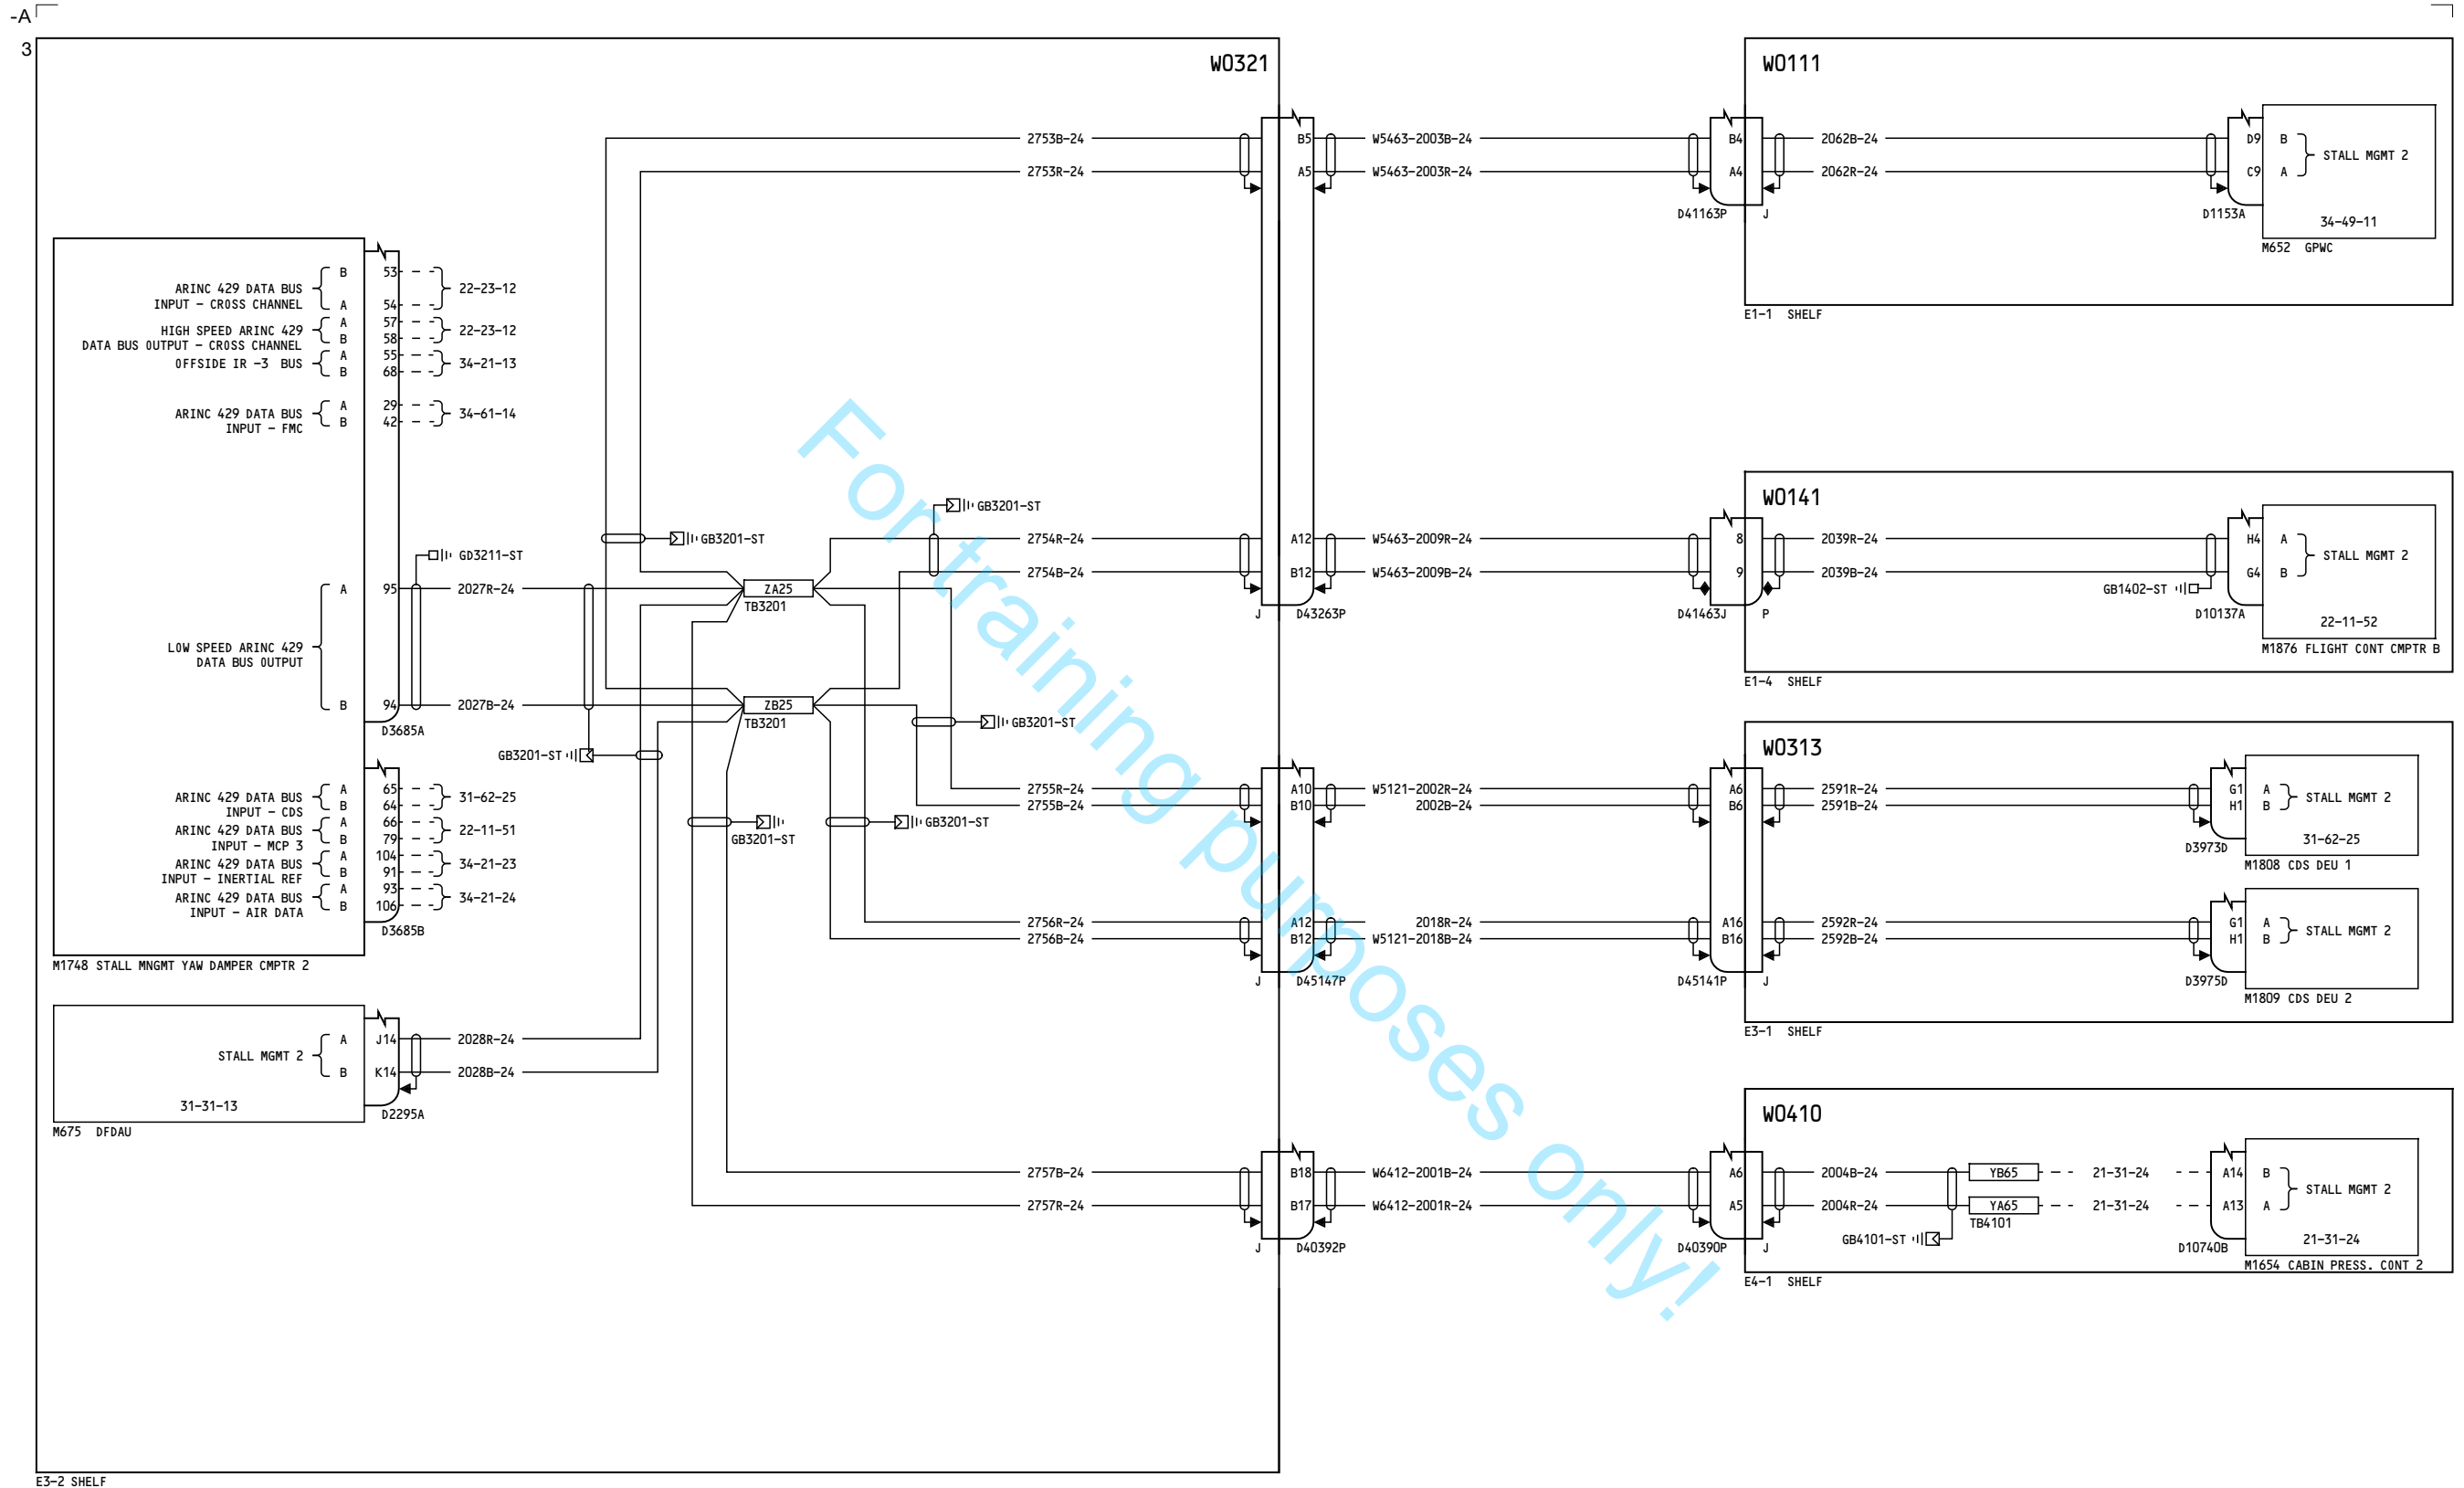 -A
3
W0321
W0111
2753B-24
B5
W5463-2003B-24
B4
2062B-24
D9 B
STALL MGMT 2
2753R-24
A5
W5463-2003R-24
A4
2062R-24
C9 A
D41163P J
D1153A
34-49-11
M652 GPWC
E1-1 SHELF
B 53
ARINC 429 DATA BUS
INPUT - CROSS CHANNEL
A 54
22-23-12
A 57
HIGH SPEED ARINC 429
DATA BUS OUTPUT - CROSS CHANNEL
B 58
22-23-12
A 55
OFFSIDE IR -3 BUS
B 68
34-21-13
A 29
ARINC 429 DATA BUS
INPUT - FMC
B 42
34-61-14
GD3211-ST
A 95
2027R-24
LOW SPEED ARINC 429
DATA BUS OUTPUT
B 94
2027B-24
D3685A
GB3201-ST
GB3201-ST
GB3201-ST
ZA25
TB3201
ZB25
TB3201
GB3201-ST
2754R-24
A12
W5463-2009R-24
8
2039R-24
H4 A
2754B-24
B12
W5463-2009B-24
9
2039B-24
G4 B
STALL MGMT 2
J D43263P
D41463J P
GB1402-ST
D10137A
22-11-52
M1876 FLIGHT CONT CMPTR B
W0141
E1-4 SHELF
W0313
A 65
ARINC 429 DATA BUS
INPUT - CDS
B 64
31-62-25
A 66
ARINC 429 DATA BUS
INPUT - MCP 3
B 79
22-11-51
A 104
ARINC 429 DATA BUS
INPUT - INERTIAL REF
B 91
34-21-23
A 93
ARINC 429 DATA BUS
INPUT - AIR DATA
B 106
34-21-24
D3685B
M1748 STALL MNGMT YAW DAMPER CMPTR 2
GB3201-ST
GB3201-ST
2755R-24
A10
W5121-2002R-24
A6
2591R-24
G1 A
2755B-24
B10
2002B-24
B6
2591B-24
H1 B
STALL MGMT 2
D3973D
31-62-25
M1808 CDS DEU 1
2756R-24
A12
2018R-24
A16
2592R-24
G1 A
2756B-24
B12
W5121-2018B-24
B16
2592B-24
H1 B
STALL MGMT 2
J D45147P
D45141P J
D3975D
M1809 CDS DEU 2
E3-1 SHELF
A J14
2028R-24
STALL MGMT 2
B K14
2028B-24
31-31-13
D2295A
M675 DFDAU
W0410
2757B-24
B18
W6412-2001B-24
A6
2004B-24
YB65
21-31-24
A14 B
2757R-24
B17
W6412-2001R-24
A5
2004R-24
YA65
21-31-24
A13 A
STALL MGMT 2
TB4101
J D40392P
D40390P J
GB4101-ST
D10740B
21-31-24
M1654 CABIN PRESS. CONT 2
E4-1 SHELF
E3-2 SHELF
For training purposes only!